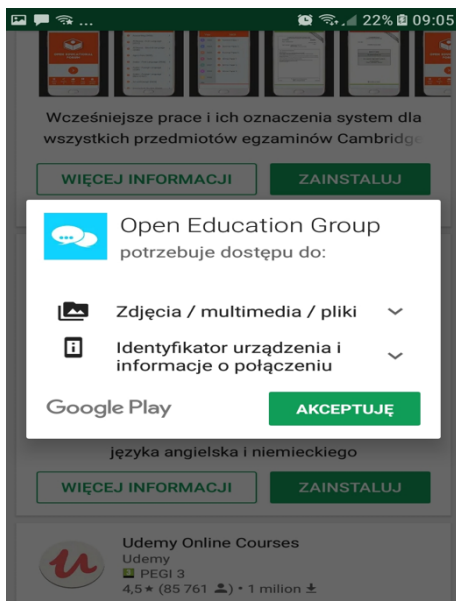 22% 09:05
Wcześniejsze prace i ich oznaczenia system dla
wszystkich przedmiotów egzaminów Cambridge
WIĘCEJ INFORMACJI
ZAINSTALUJ
Open Education Group
potrzebuje dostępu do:
Zdjęcia / multimedia / pliki
Identyfikator urządzenia i
informacje o połączeniu
Google Play
AKCEPTUJĘ
języka angielska i niemieckiego
WIĘCEJ INFORMACJI
ZAINSTALUJ
Udemy Online Courses
Udemy
PEGI 3
4,5★ (85 761) • 1 milion